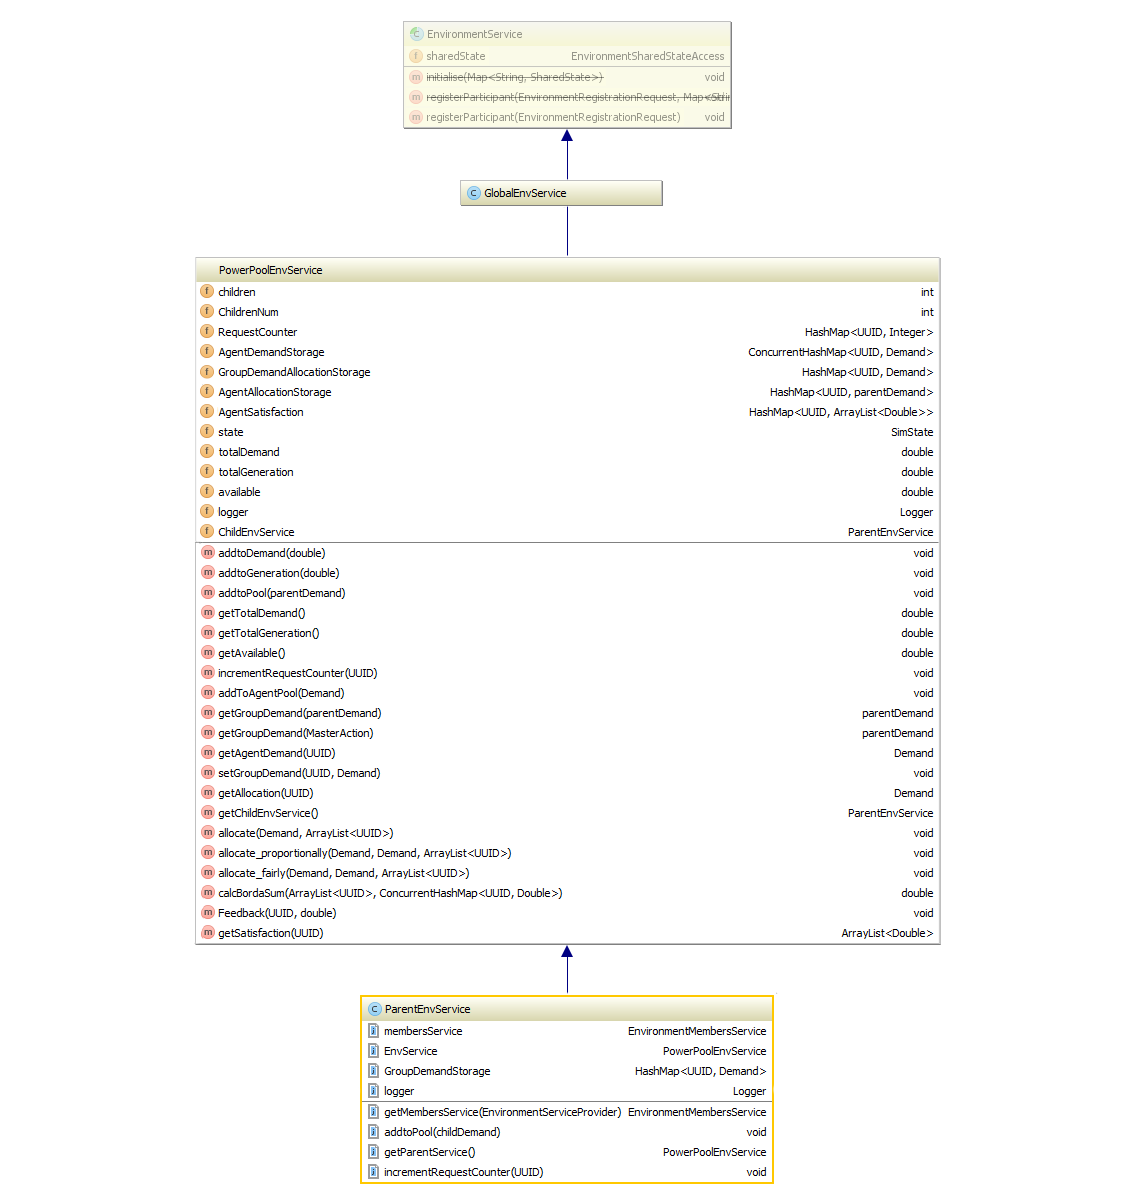 EnvironmentService
sharedState EnvironmentSharedStateAccess
initialise(Map<String, SharedState>) void
registerParticipant(EnvironmentRegistrationRequest, Map<Strin
registerParticipant(EnvironmentRegistrationRequest) void
GlobalEnvService
PowerPoolEnvService
children int
ChildrenNum int
RequestCounter HashMap<UUID, Integer>
AgentDemandStorage ConcurrentHashMap<UUID, Demand>
GroupDemandAllocationStorage HashMap<UUID, Demand>
AgentAllocationStorage HashMap<UUID, parentDemand>
AgentSatisfaction HashMap<UUID, ArrayList<Double>>
state SimState
totalDemand double
totalGeneration double
available double
logger Logger
ChildEnvService ParentEnvService
addtoDemand(double) void
addtoGeneration(double) void
addtoPool(parentDemand) void
getTotalDemand() double
getTotalGeneration() double
getAvailable() double
incrementRequestCounter(UUID) void
addToAgentPool(Demand) void
getGroupDemand(parentDemand) parentDemand
getGroupDemand(MasterAction) parentDemand
getAgentDemand(UUID) Demand
setGroupDemand(UUID, Demand) void
getAllocation(UUID) Demand
getChildEnvService() ParentEnvService
allocate(Demand, ArrayList<UUID>) void
allocate_proportionally(Demand, Demand, ArrayList<UUID>) void
allocate_fairly(Demand, Demand, ArrayList<UUID>) void
calcBordaSum(ArrayList<UUID>, ConcurrentHashMap<UUID, Double>) double
Feedback(UUID, double) void
getSatisfaction(UUID) ArrayList<Double>
ParentEnvService
membersService EnvironmentMembersService
EnvService PowerPoolEnvService
GroupDemandStorage HashMap<UUID, Demand>
logger Logger
getMembersService(EnvironmentServiceProvider) EnvironmentMembersService
addtoPool(childDemand) void
getParentService() PowerPoolEnvService
incrementRequestCounter(UUID) void